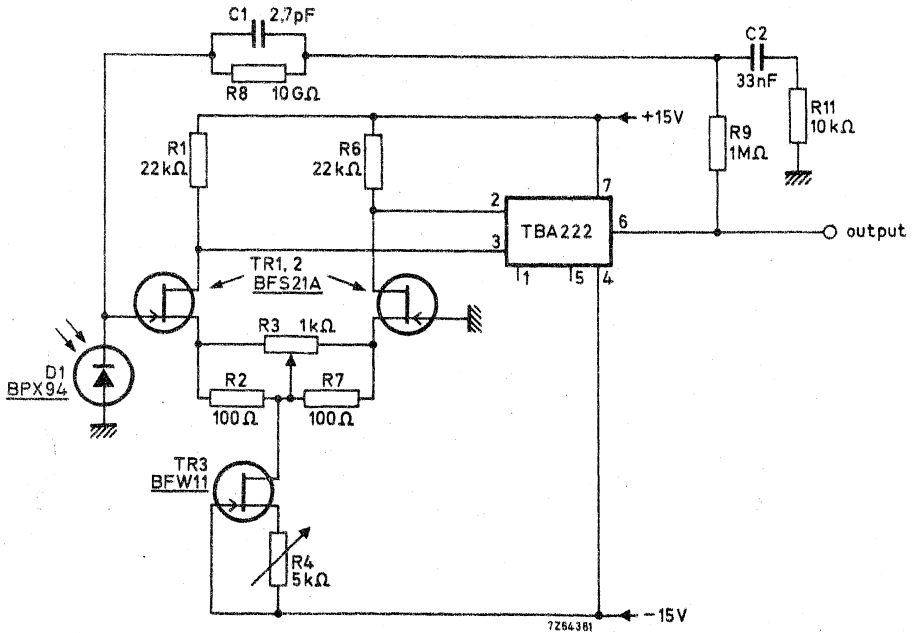 C1 2,7pF
R8 10GΩ
C2
33nF
R11
10kΩ
R9
1MΩ
+15V
R1
22kΩ
R6
22kΩ
7
2
TBA222
6
output
3
1
5
4
TR1,2
BFS21A
R3 1kΩ
D1
BPX94
R2
100Ω
R7
100Ω
TR3
BFW11
R4
5kΩ
-15V
7Z64361